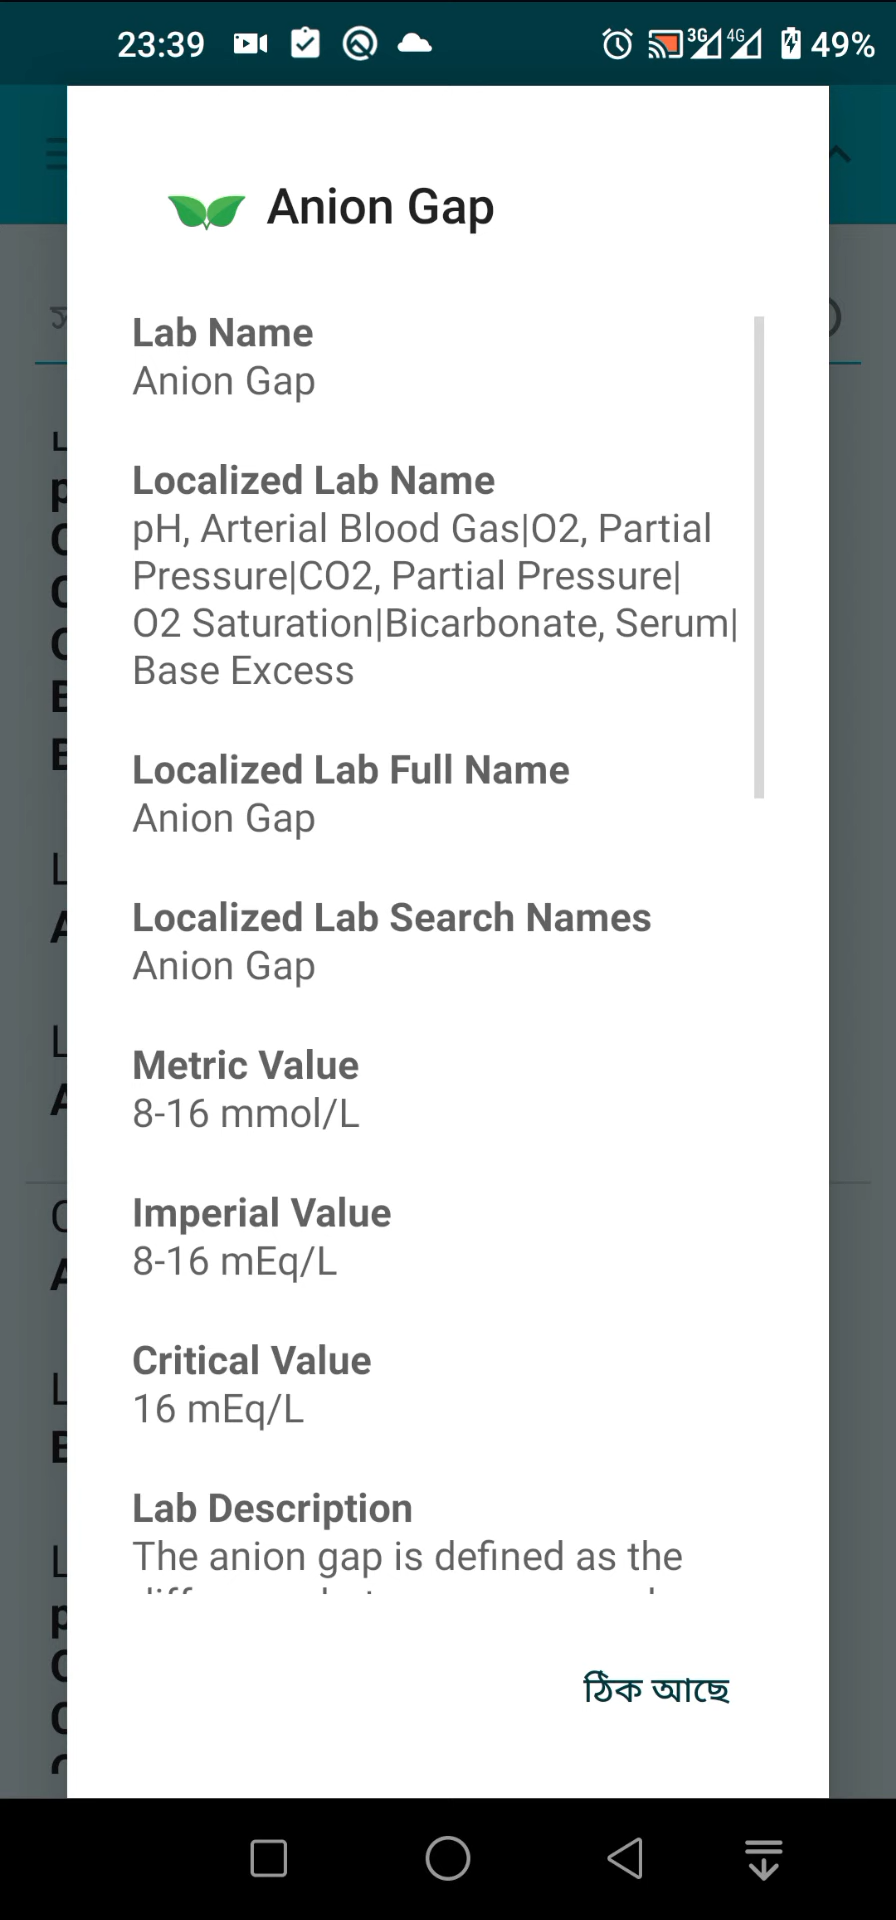 23:39
3G 4G 49%
Anion Gap
Lab Name
Anion Gap
Localized Lab Name
pH, Arterial Blood Gas|O2, Partial
Pressure|CO2, Partial Pressure|
O2 Saturation|Bicarbonate, Serum|
Base Excess
Localized Lab Full Name
Anion Gap
Localized Lab Search Names
Anion Gap
Metric Value
8-16 mmol/L
Imperial Value
8-16 mEq/L
Critical Value
16 mEq/L
Lab Description
The anion gap is defined as the
ঠিক আছে